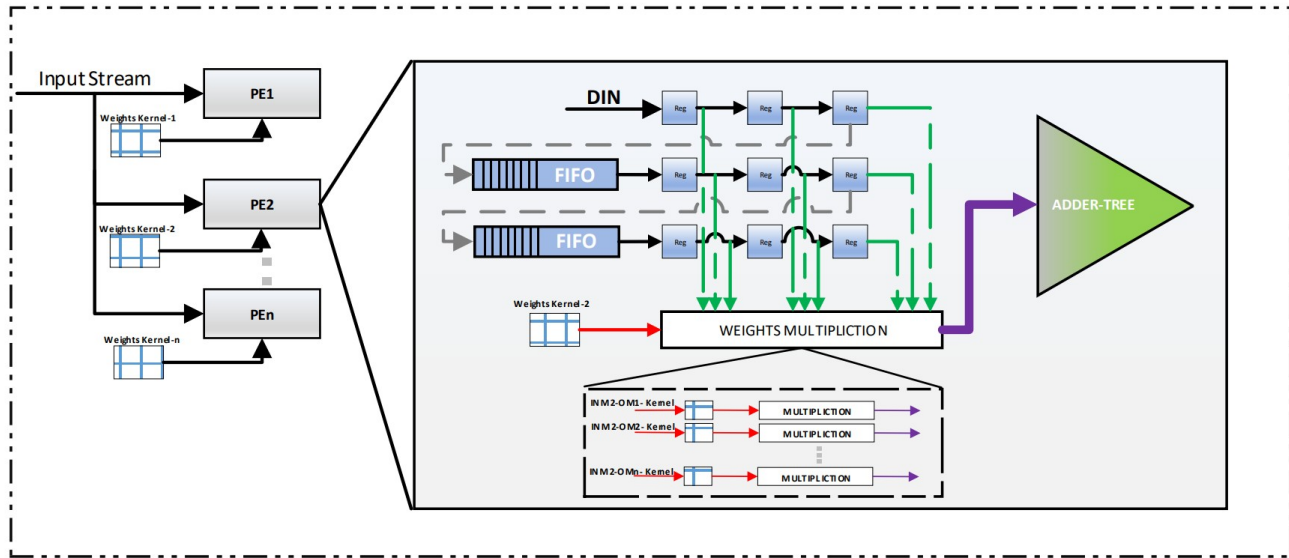 Input Stream
PE1
Weights Kernel-1
PE2
Weights Kernel-2
PEn
Weights Kernel-n
DIN
Reg
Reg
Reg
FIFO
Reg
Reg
Reg
FIFO
Reg
Reg
Reg
ADDER-TREE
Weights Kernel-2
WEIGHTS MULTIPLICTION
INM2-OM1- Kernel
MULTIPLICTION
INM2-OM2- Kernel
MULTIPLICTION
INM2-OMn- Kernel
MULTIPLICTION